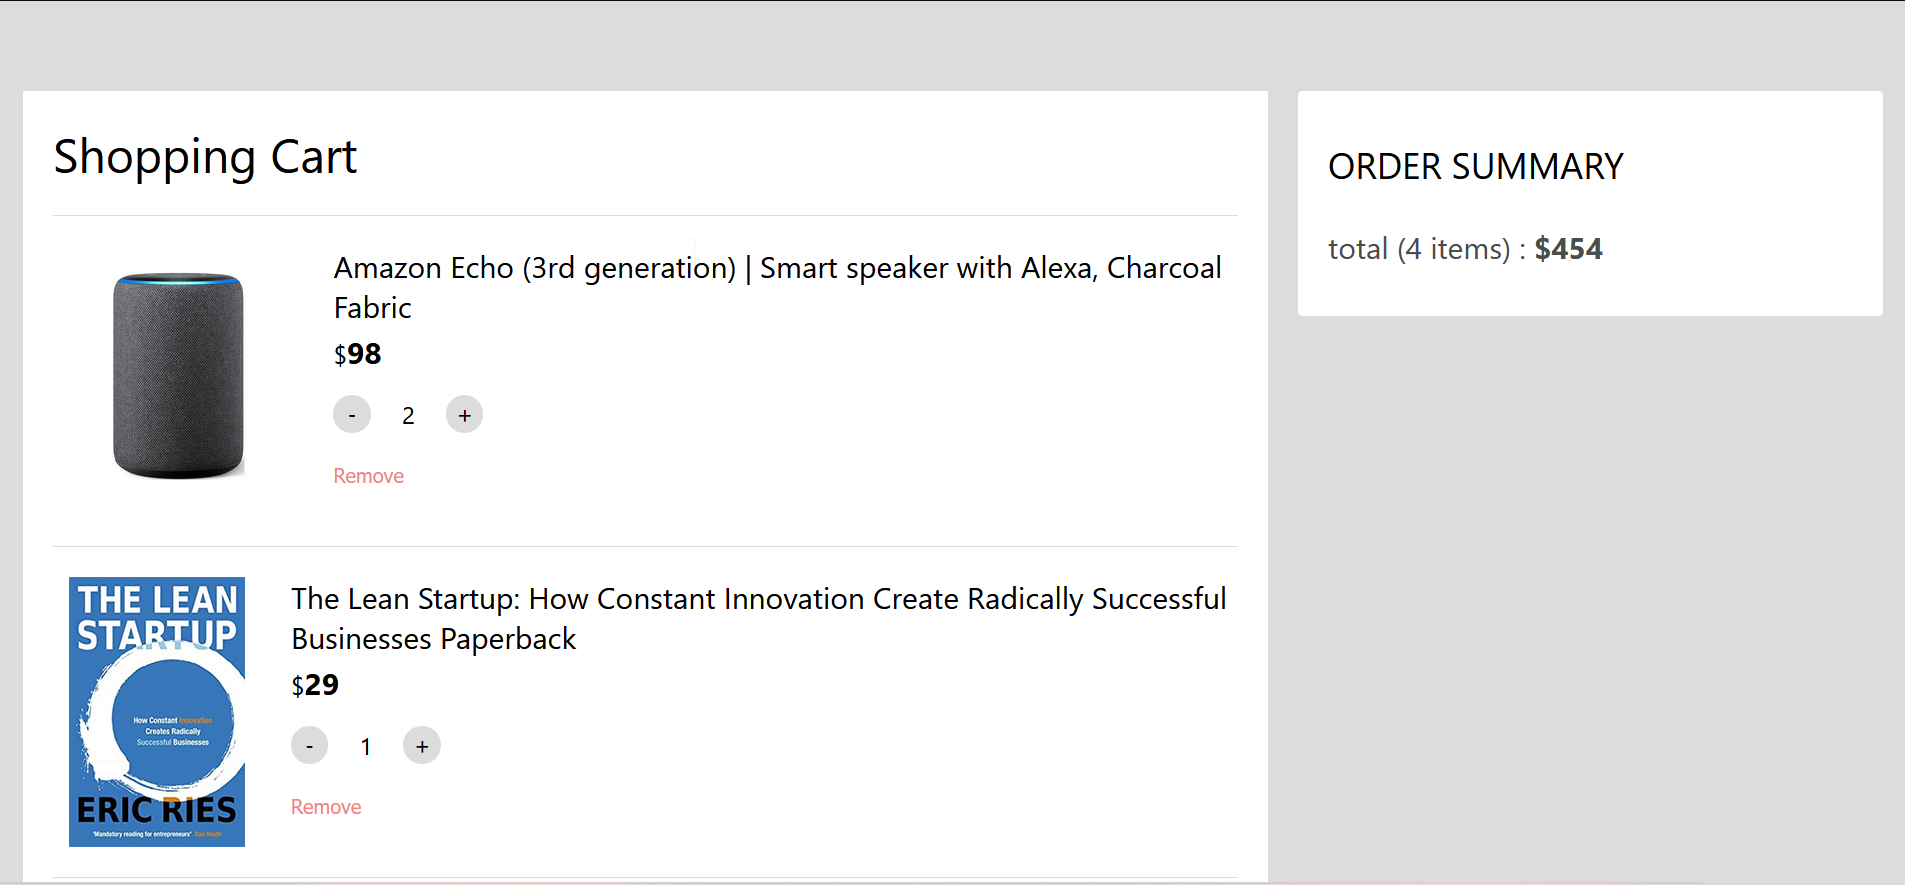 Shopping Cart
Amazon Echo (3rd generation) | Smart speaker with Alexa, Charcoal
Fabric
$98
- 2 +
Remove
THE LEAN
STARTUP
How Constant Innovation
Creates Radically
Successful Businesses
ERIC RIES
'Mandatory reading for entrepreneurs' Dan Heath
The Lean Startup: How Constant Innovation Create Radically Successful
Businesses Paperback
$29
- 1 +
Remove
ORDER SUMMARY
total (4 items) : $454